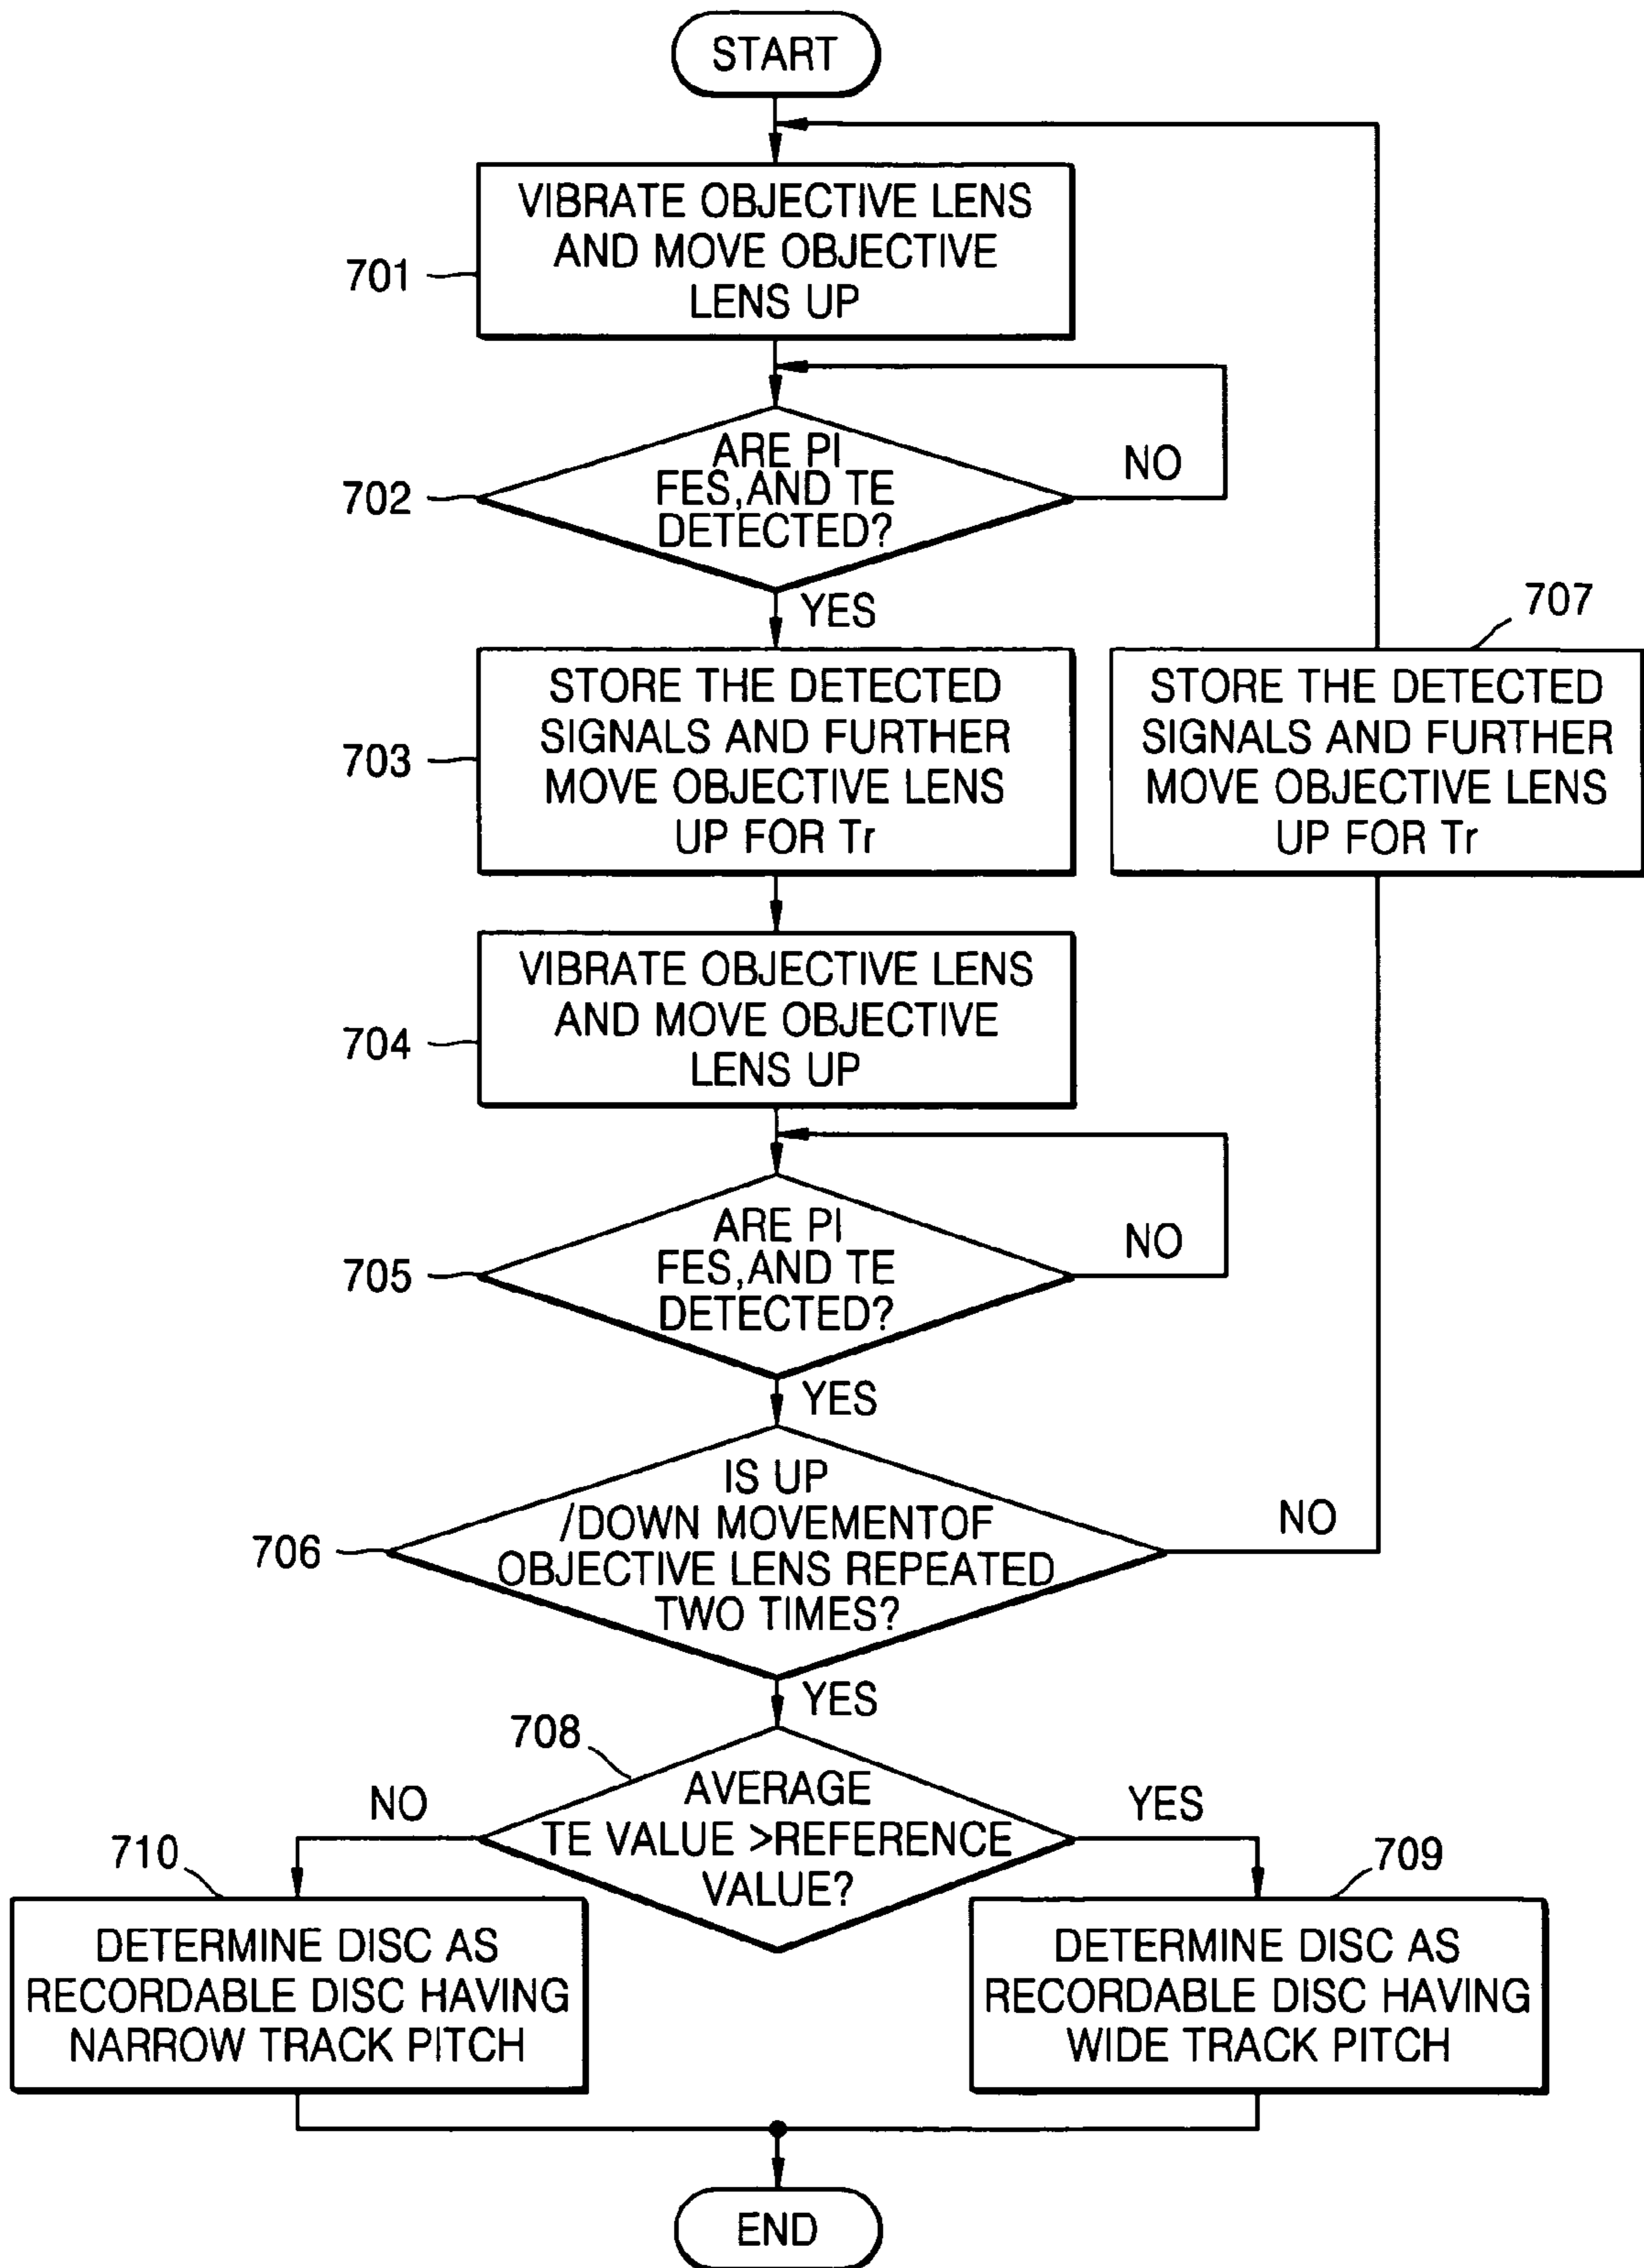 START
VIBRATE OBJECTIVE LENS
AND MOVE OBJECTIVE
LENS UP
701
ARE PI
FES,AND TE
DETECTED?
702
NO
YES
STORE THE DETECTED
SIGNALS AND FURTHER
MOVE OBJECTIVE LENS
UP FOR Tr
703
707
STORE THE DETECTED
SIGNALS AND FURTHER
MOVE OBJECTIVE LENS
UP FOR Tr
VIBRATE OBJECTIVE LENS
AND MOVE OBJECTIVE
LENS UP
704
ARE PI
FES,AND TE
DETECTED?
705
NO
YES
IS UP
/DOWN MOVEMENTOF
OBJECTIVE LENS REPEATED
TWO TIMES?
706
NO
YES
708
AVERAGE
TE VALUE >REFERENCE
VALUE?
NO
YES
710
709
DETERMINE DISC AS
RECORDABLE DISC HAVING
NARROW TRACK PITCH
DETERMINE DISC AS
RECORDABLE DISC HAVING
WIDE TRACK PITCH
END